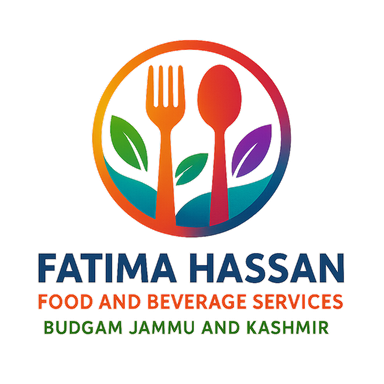 FATIMA HASSAN
FOOD AND BEVERAGE SERVICES
BUDGAM JAMMU AND KASHMIR